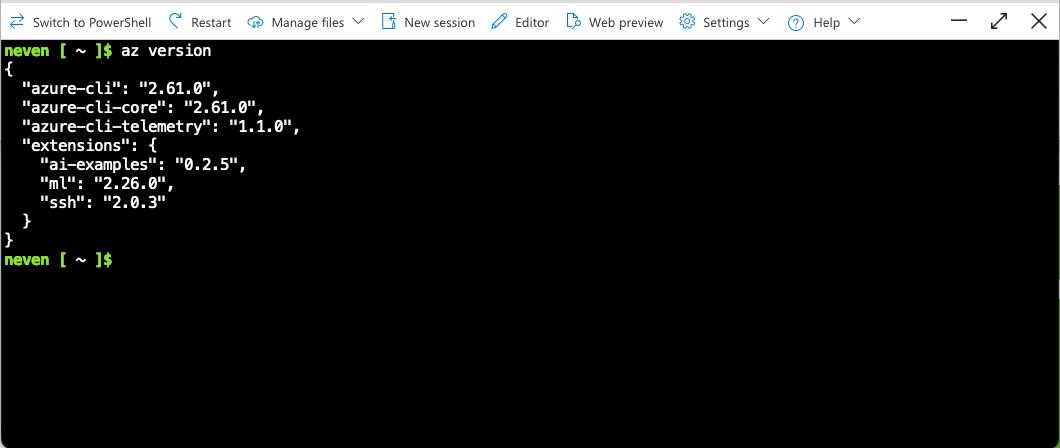 Switch to PowerShell Restart Manage files New session Editor Web preview Settings Help
neven [ ~ ]$ az version
{
  "azure-cli": "2.61.0",
  "azure-cli-core": "2.61.0",
  "azure-cli-telemetry": "1.1.0",
  "extensions": {
    "ai-examples": "0.2.5",
    "ml": "2.26.0",
    "ssh": "2.0.3"
  }
}
neven [ ~ ]$